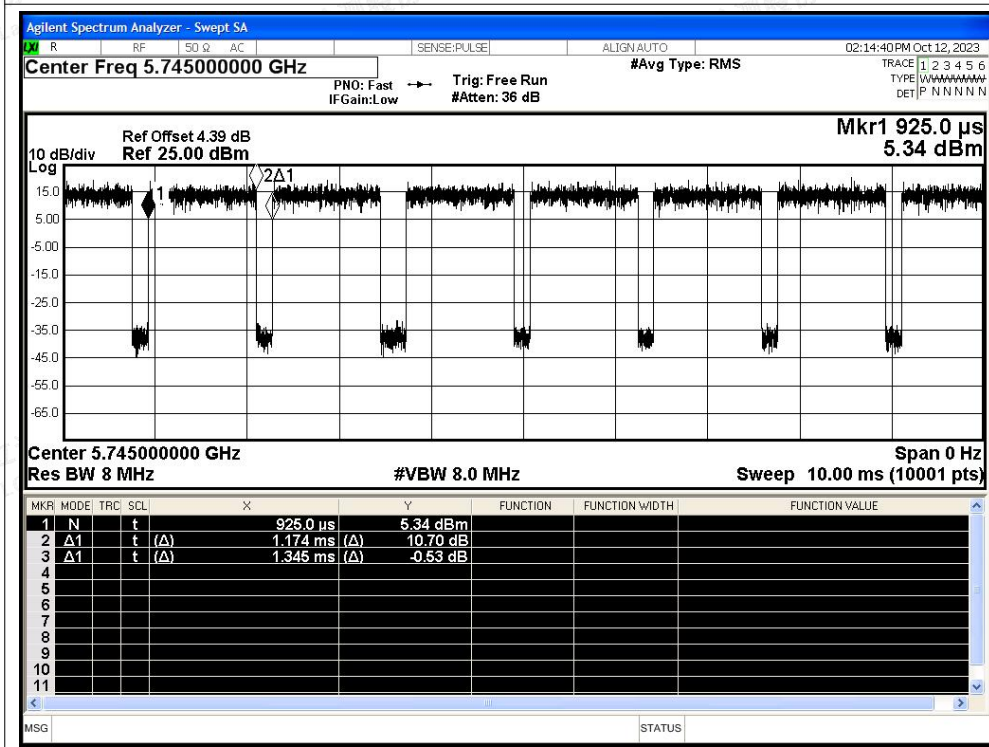 Agilent Spectrum Analyzer - Swept SA
LXI R RF 50 Ω AC SENSE:PULSE ALIGN AUTO 02:14:40 PM Oct 12, 2023
Center Freq 5.745000000 GHz #Avg Type: RMS TRACE 1 2 3 4 5 6
PNO: Fast Trig: Free Run TYPE WWWWWW
IFGain:Low #Atten: 36 dB DET P N N N N N
Mkr1 925.0 µs
Ref Offset 4.39 dB
10 dB/div Ref 25.00 dBm 5.34 dBm
Log
2Δ1
15.0
1
5.00
-5.00
-15.0
-25.0
-35.0
-45.0
-55.0
-65.0
Center 5.745000000 GHz Span 0 Hz
Res BW 8 MHz #VBW 8.0 MHz Sweep 10.00 ms (10001 pts)
MKR MODE TRC SCL X Y FUNCTION FUNCTION WIDTH FUNCTION VALUE
1 N t 925.0 µs 5.34 dBm
2 Δ1 t (Δ) 1.174 ms (Δ) 10.70 dB
3 Δ1 t (Δ) 1.345 ms (Δ) -0.53 dB
4
5
6
7
8
9
10
11
MSG STATUS